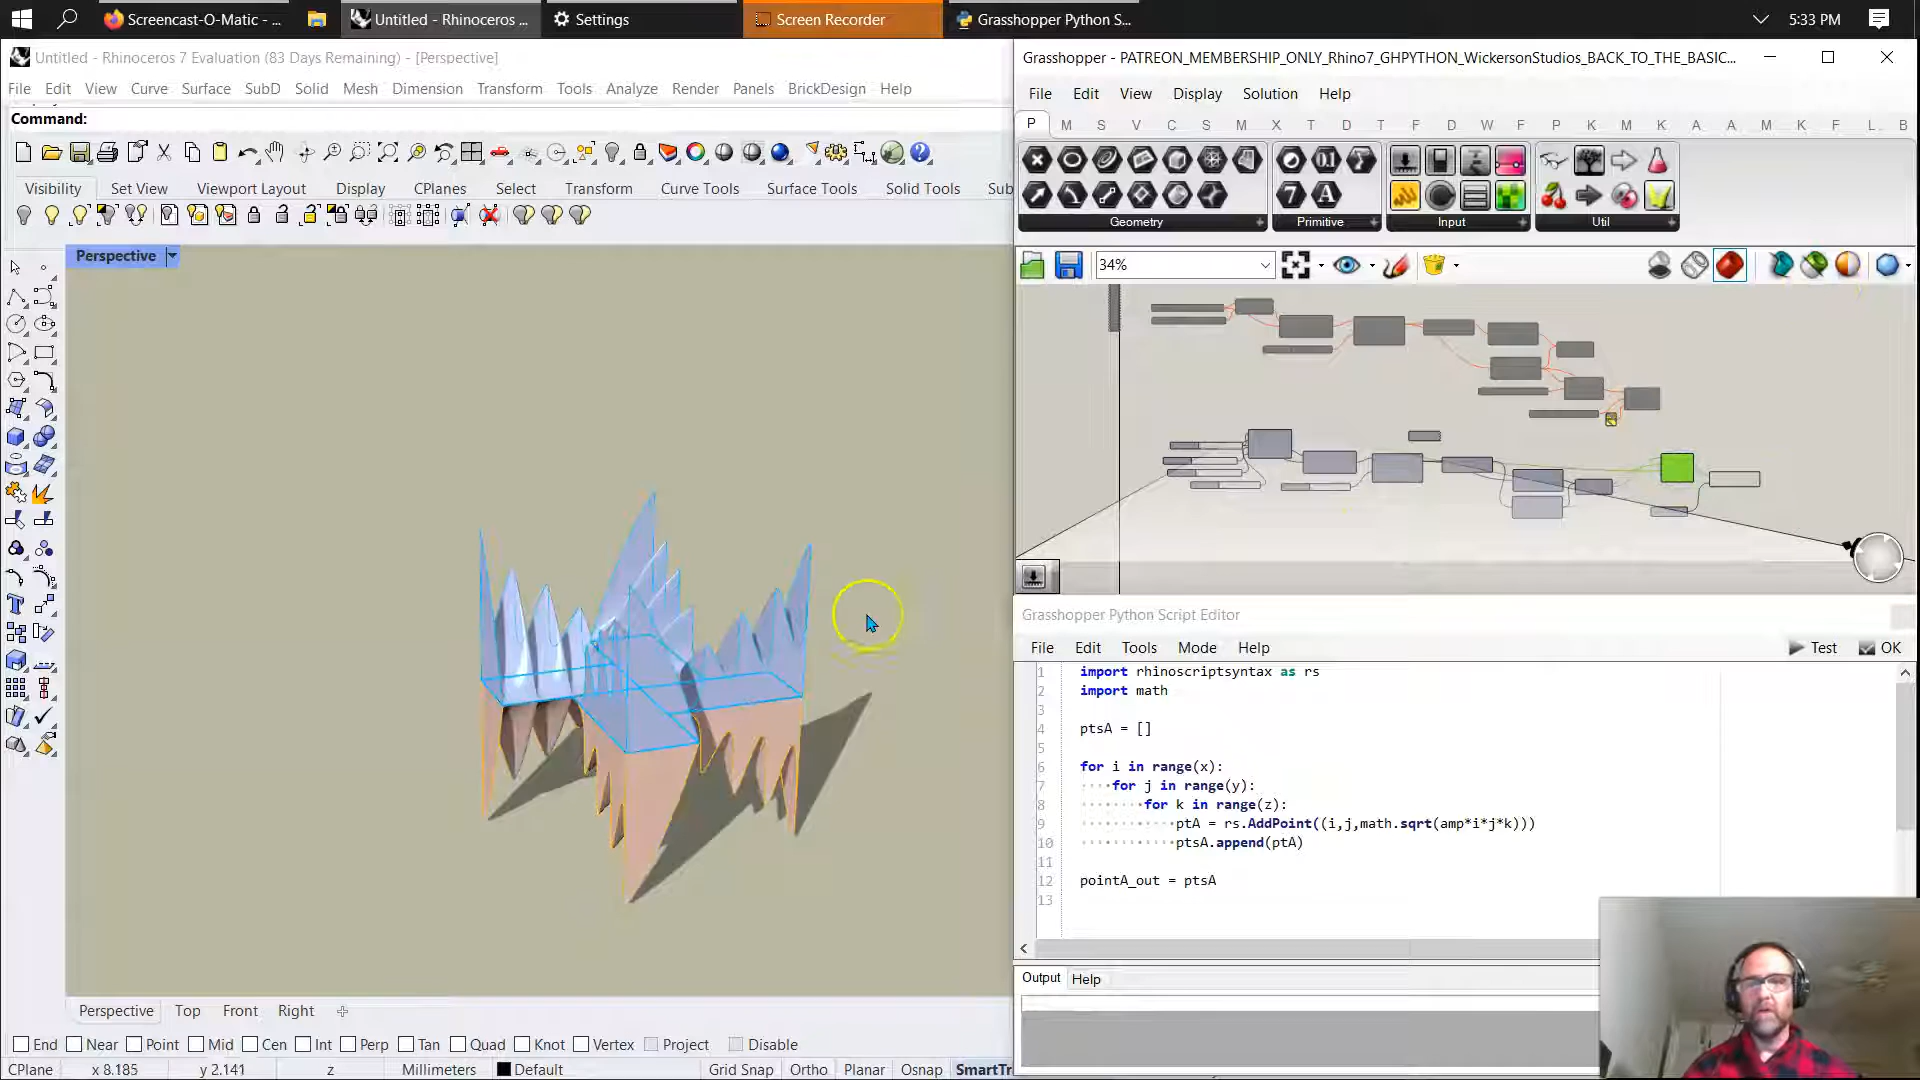 Screencast-O-Matic - ...
Untitled - Rhinoceros ...
Settings
Screen Recorder
Grasshopper Python S...
5:33 PM
Untitled - Rhinoceros 7 Evaluation (83 Days Remaining) - [Perspective]
File Edit View Curve Surface SubD Solid Mesh Dimension Transform Tools Analyze Render Panels BrickDesign Help
Command:
Visibility Set View Viewport Layout Display CPlanes Select Transform Curve Tools Surface Tools Solid Tools Sub
Perspective
Perspective Top Front Right
End Near Point Mid Cen Int Perp Tan Quad Knot Vertex Project Disable
CPlane x 8.185 y 2.141 z Millimeters Default Grid Snap Ortho Planar Osnap SmartTr
Grasshopper - PATREON_MEMBERSHIP_ONLY_Rhino7_GHPYTHON_WickersonStudios_BACK_TO_THE_BASIC...
File Edit View Display Solution Help
P M S V C S M X T D T F D W F P K M K A A M K F L B
Geometry Primitive Input Util
34%
Grasshopper Python Script Editor
File Edit Tools Mode Help Test OK
1 import rhinoscriptsyntax as rs
2 import math
3
4 ptsA = []
5
6 for i in range(x):
7 ····for j in range(y):
8 ········for k in range(z):
9 ············ptA = rs.AddPoint((i,j,math.sqrt(amp*i*j*k)))
10 ············ptsA.append(ptA)
11
12 pointA_out = ptsA
13
Output Help